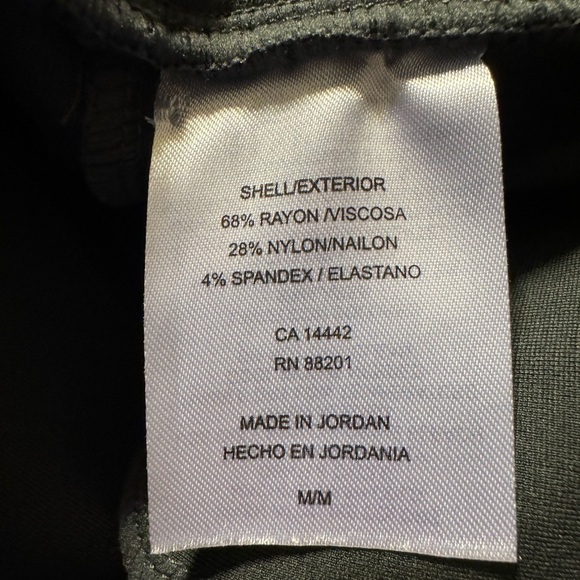 SHELL/EXTERIOR
68% RAYON /VISCOSA
28% NYLON/NAILON
4% SPANDEX / ELASTANO
CA 14442
RN 88201
MADE IN JORDAN
HECHO EN JORDANIA
M/M